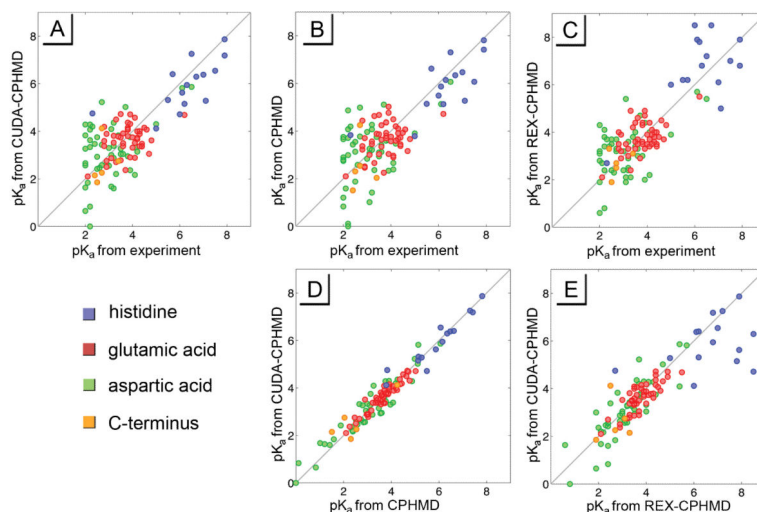 A
B
C
pKa from CUDA-CPHMD
8
6
4
2
0
2 4 6 8
pKa from experiment
pKa from CPHMD
8
6
4
2
0
2 4 6 8
pKa from experiment
pKa from REX-CPHMD
8
6
4
2
0
2 4 6 8
pKa from experiment
histidine
glutamic acid
aspartic acid
C-terminus
D
E
pKa from CUDA-CPHMD
8
6
4
2
0
0 2 4 6 8
pKa from CPHMD
pKa from CUDA-CPHMD
8
6
4
2
0
0 2 4 6 8
pKa from REX-CPHMD